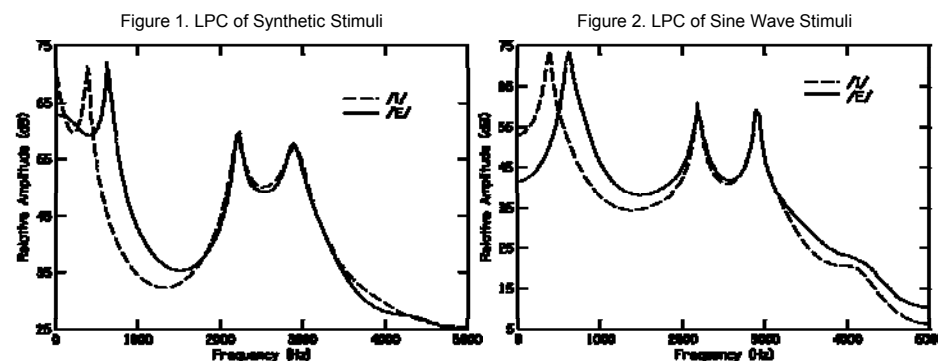 Figure 1. LPC of Synthetic Stimuli
75
65
55
45
35
25
Relative Amplitude (dB)
0
1000
2000
3000
4000
5000
Frequency (Hz)
/I/
/E/
Figure 2. LPC of Sine Wave Stimuli
75
65
55
45
35
25
15
5
Relative Amplitude (dB)
0
1000
2000
3000
4000
5000
Frequency (Hz)
/I/
/E/